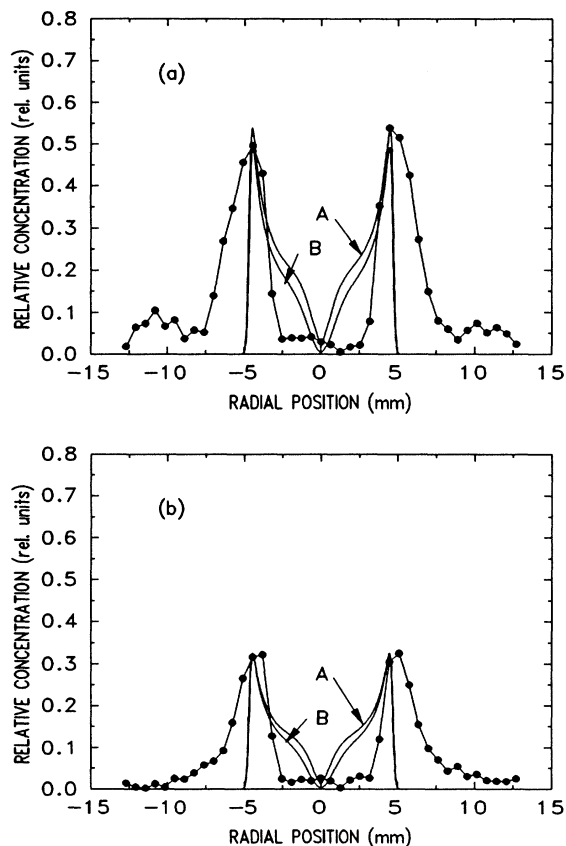 0.8
(a)
0.7
0.6
0.5
A
0.4
B
0.3
0.2
0.1
0.0
−15 −10 −5 0 5 10 15
RELATIVE CONCENTRATION (rel. units)
RADIAL POSITION (mm)
0.8
(b)
0.7
0.6
0.5
0.4
A
0.3
B
0.2
0.1
0.0
−15 −10 −5 0 5 10 15
RELATIVE CONCENTRATION (rel. units)
RADIAL POSITION (mm)